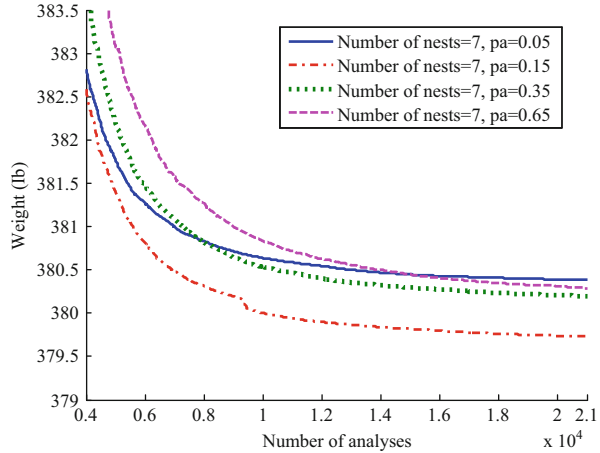 383.5
383
382.5
382
381.5
381
380.5
380
379.5
379
Weight (Ib)
Number of nests=7, pa=0.05
Number of nests=7, pa=0.15
Number of nests=7, pa=0.35
Number of nests=7, pa=0.65
0.4 0.6 0.8 1 1.2 1.4 1.6 1.8 2 2.1
Number of analyses
x 10⁴